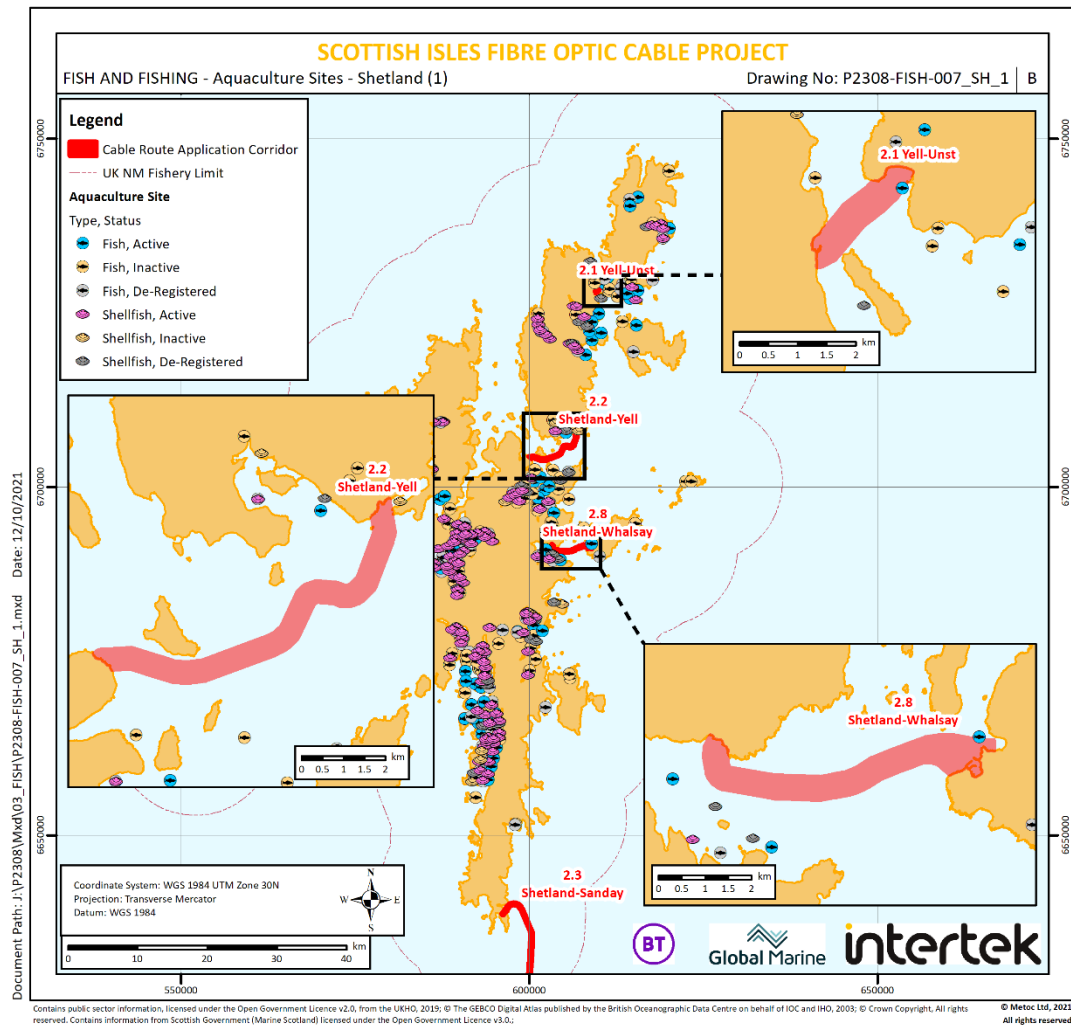 SCOTTISH ISLES FIBRE OPTIC CABLE PROJECT
FISH AND FISHING - Aquaculture Sites - Shetland (1)
Drawing No: P2308-FISH-007_SH_1
B
Legend
Cable Route Application Corridor
UK NM Fishery Limit
Aquaculture Site
Type, Status
Fish, Active
Fish, Inactive
Fish, De-Registered
Shellfish, Active
Shellfish, Inactive
Shellfish, De-Registered
2.1 Yell-Unst
0 0.5 1 2 km
2.1 Yell-Unst
2.2
Shetland-Yell
2.8
Shetland-Whalsay
2.3
Shetland-Sanday
2.2
Shetland-Yell
0 0.5 1 2 km
2.8
Shetland-Whalsay
0 0.5 1 2 km
6750000
6700000
6750000
6700000
6650000
550000
600000
650000
Coordinate System: WGS 1984 UTM Zone 30N
Projection: Transverse Mercator
Datum: WGS 1984
N
W E
S
0 10 20 30 40 km
BT
Global Marine
intertek
Document Path: J:\P2308\Mxd\03_FISH\P2308-FISH-007_SH_1.mxd Date: 12/10/2021
Contains public sector information, licensed under the Open Government Licence v2.0, from the UKHO, 2019; © The GEBCO Digital Atlas published by the British Oceanographic Data Centre on behalf of IOC and IHO, 2003; © Crown Copyright, All rights
reserved. Contains information from Scottish Government (Marine Scotland) licensed under the Open Government Licence v3.0.;
© Metoc Ltd, 2021
All rights reserved